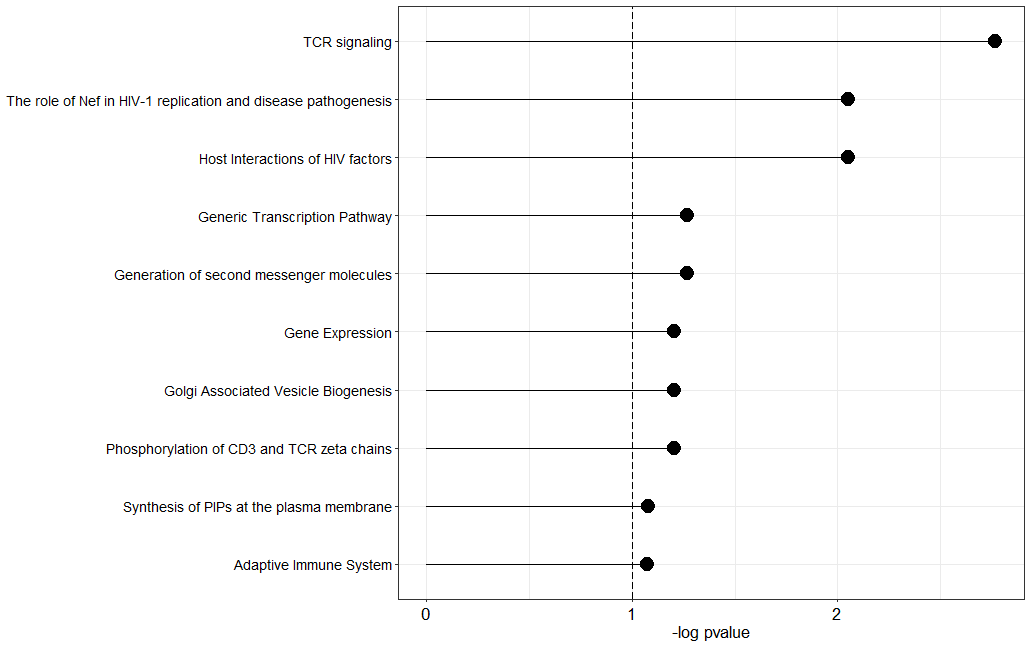 TCR signaling
The role of Nef in HIV-1 replication and disease pathogenesis
Host Interactions of HIV factors
Generic Transcription Pathway
Generation of second messenger molecules
Gene Expression
Golgi Associated Vesicle Biogenesis
Phosphorylation of CD3 and TCR zeta chains
Synthesis of PIPs at the plasma membrane
Adaptive Immune System
0 1 2
-log pvalue